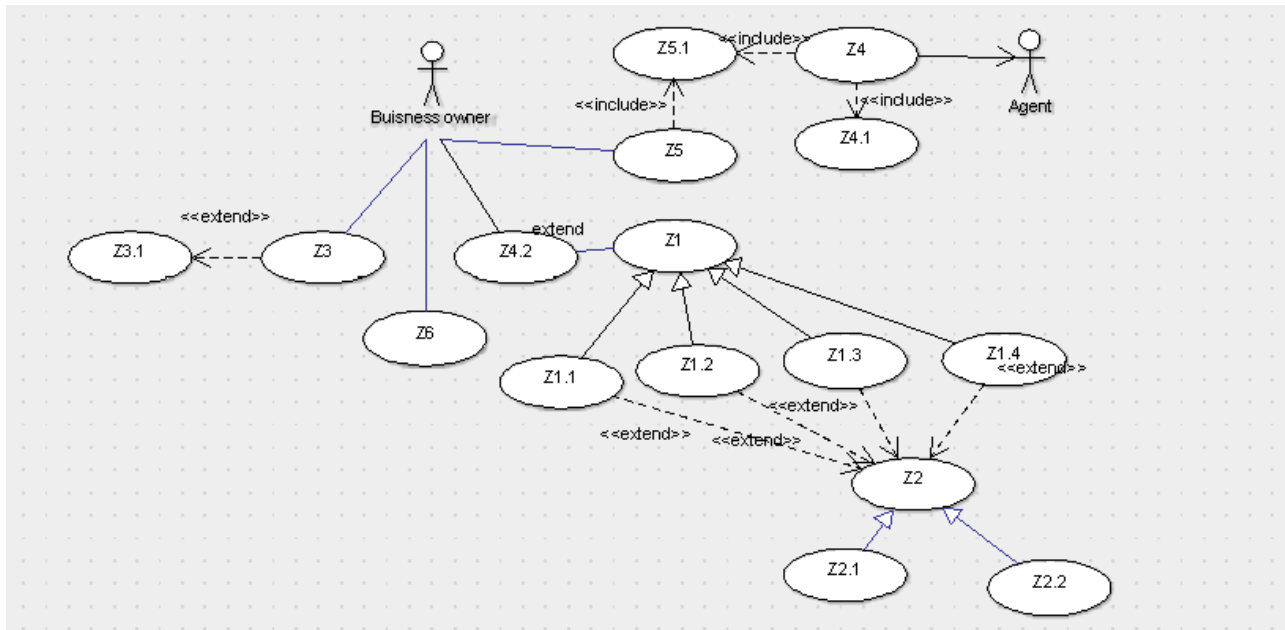 Z5.1
<<include>>
Z4
<<include>>
Agent
<<include>>
Buisness owner
Z4.1
Z5
<<extend>>
Z3.1
Z3
Z4.2
extend
Z1
Z6
Z1.1
Z1.2
Z1.3
Z1.4
<<extend>>
<<extend>>
<<extend>>
<<extend>>
Z2
Z2.1
Z2.2